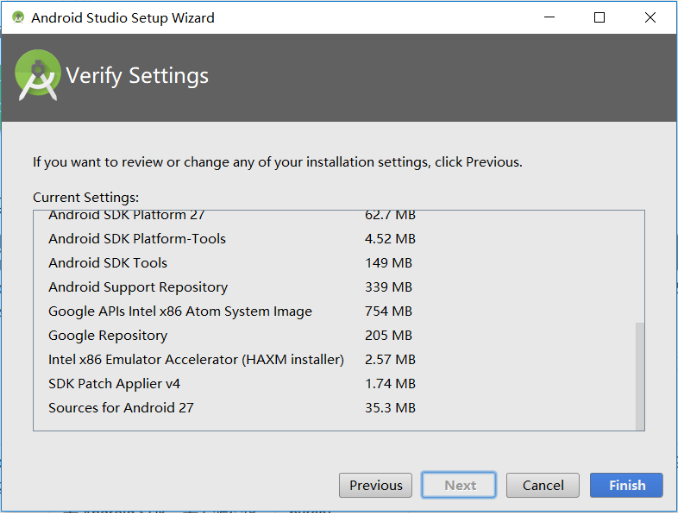 Android Studio Setup Wizard
Verify Settings
If you want to review or change any of your installation settings, click Previous.
Current Settings:
Android SDK Platform 27 62.7 MB
Android SDK Platform-Tools 4.52 MB
Android SDK Tools 149 MB
Android Support Repository 339 MB
Google APIs Intel x86 Atom System Image 754 MB
Google Repository 205 MB
Intel x86 Emulator Accelerator (HAXM installer) 2.57 MB
SDK Patch Applier v4 1.74 MB
Sources for Android 27 35.3 MB
Previous Next Cancel Finish